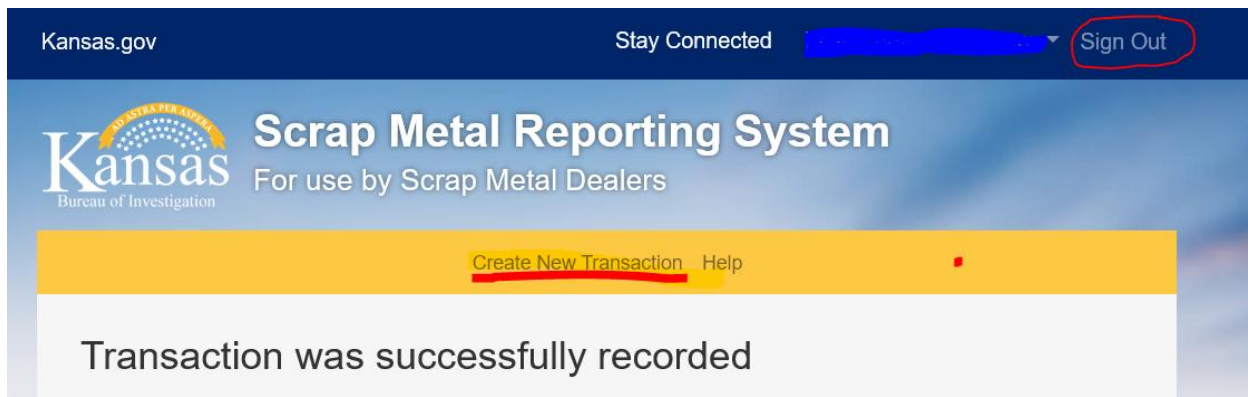 Kansas.gov Stay Connected Sign Out
AD ASTRA PER ASPERA
Kansas
Bureau of Investigation
Scrap Metal Reporting System
For use by Scrap Metal Dealers
Create New Transaction Help
Transaction was successfully recorded